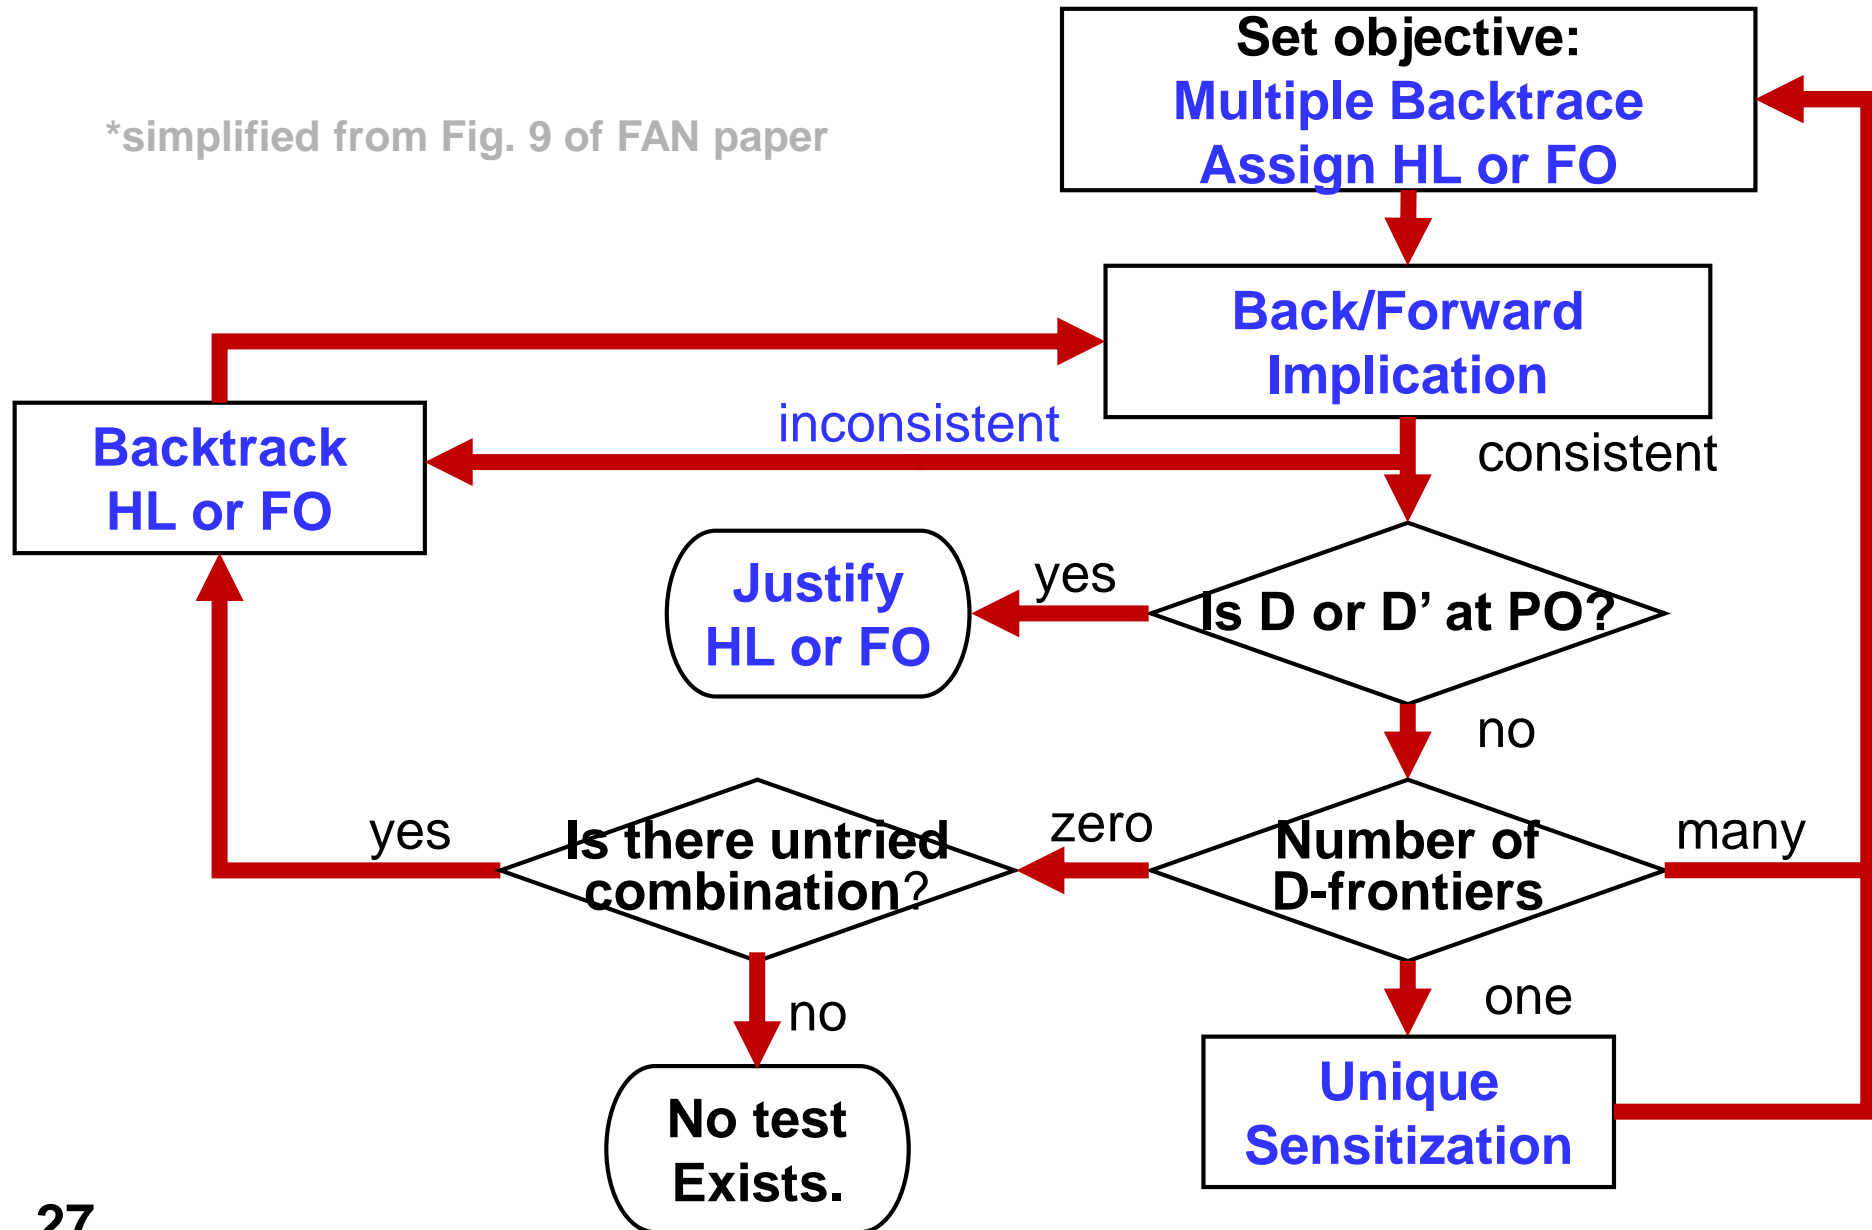 Set objective:
Multiple Backtrace
Assign HL or FO
*simplified from Fig. 9 of FAN paper
Back/Forward
Implication
inconsistent
consistent
Backtrack
HL or FO
Justify
HL or FO
yes
Is D or D’ at PO?
no
yes
Is there untried
combination?
zero
Number of
D-frontiers
many
no
one
No test
Exists.
Unique
Sensitization
27